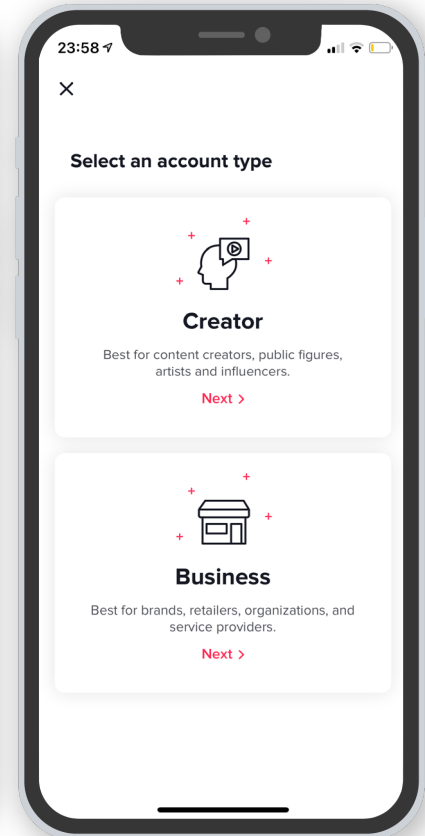 23:58
Select an account type
Creator
Best for content creators, public figures,
artists and influencers.
Next >
Business
Best for brands, retailers, organizations, and
service providers.
Next >